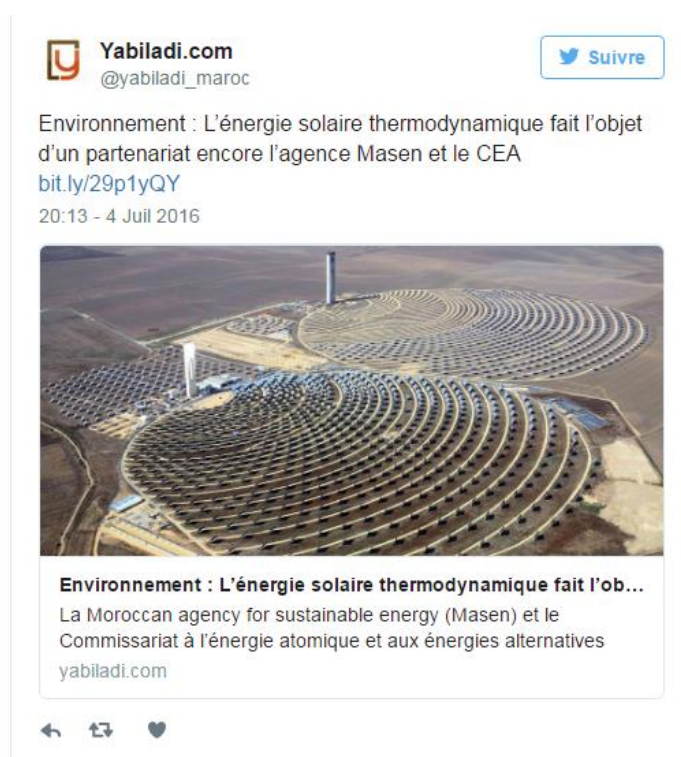 Yabiladi.com
@yabiladi_maroc
Suivre
Environnement : L’énergie solaire thermodynamique fait l’objet
d’un partenariat encore l’agence Masen et le CEA
bit.ly/29p1yQY
20:13 - 4 Juil 2016
Environnement : L’énergie solaire thermodynamique fait l’ob...
La Moroccan agency for sustainable energy (Masen) et le
Commissariat à l’énergie atomique et aux énergies alternatives
yabiladi.com